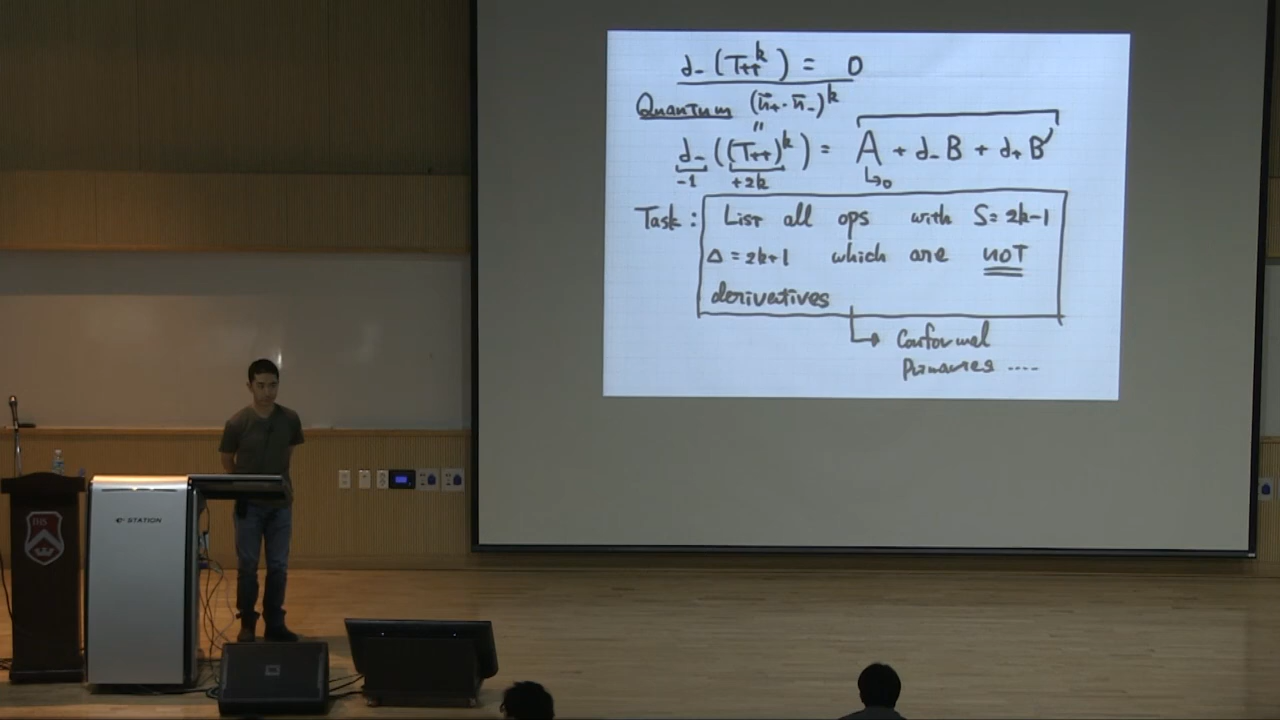 ∂₋ (T₊₊ᵏ) = 0
Quantum (n⃗₊·n⃗₋)ᵏ
"
∂₋ ((T₊₊)ᵏ) = A + ∂₋B + ∂₊B'
-1 +2k ↳0
Task: List all ops with S=2k-1
Δ=2k+1 which are not
derivatives
↳ Conformal
Primaries ....
STATION